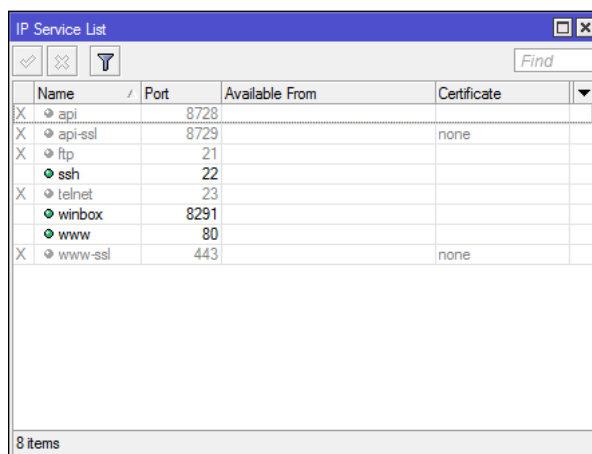 IP Service List
Find
Name Port Available From Certificate
X api 8728
X api-ssl 8729 none
X ftp 21
ssh 22
X telnet 23
winbox 8291
www 80
X www-ssl 443 none
8 items